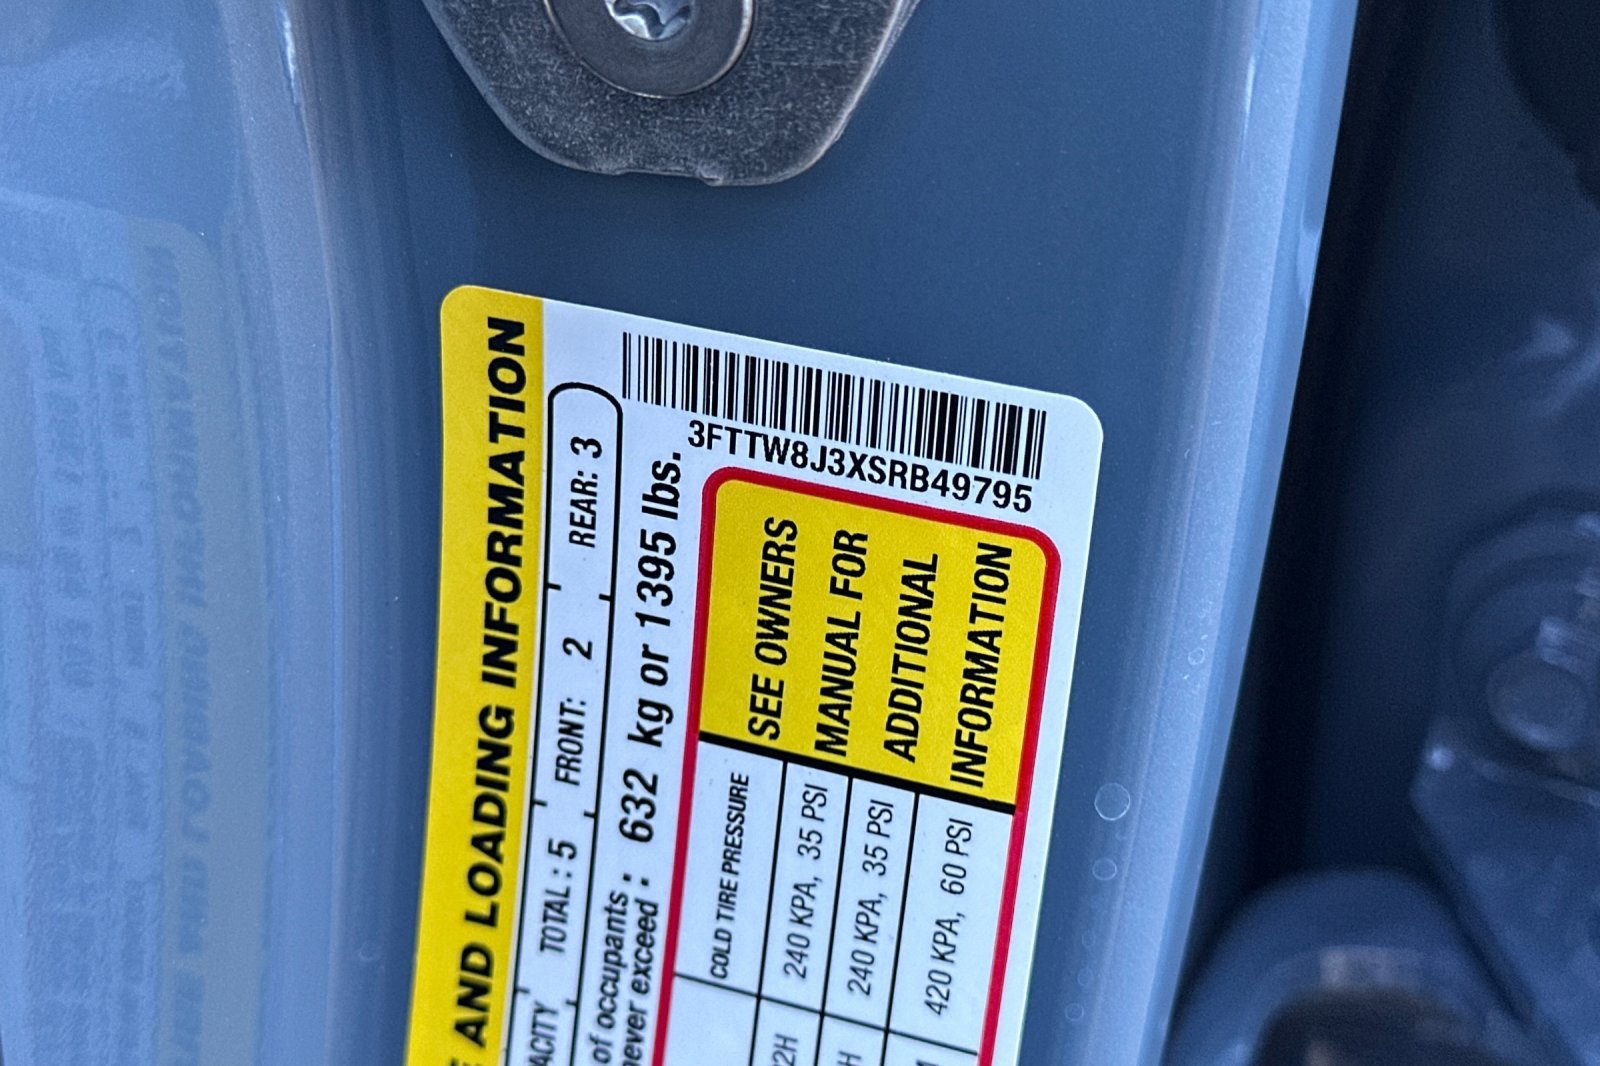 3FTTW8J3XSRB49795
AND LOADING INFORMATION
TOTAL: 5 FRONT: 2 REAR: 3
of occupants
exceed: 632 kg or 1395 lbs.
COLD TIRE PRESSURE
240 KPA, 35 PSI
240 KPA, 35 PSI
420 KPA, 60 PSI
SEE OWNERS
MANUAL FOR
ADDITIONAL
INFORMATION